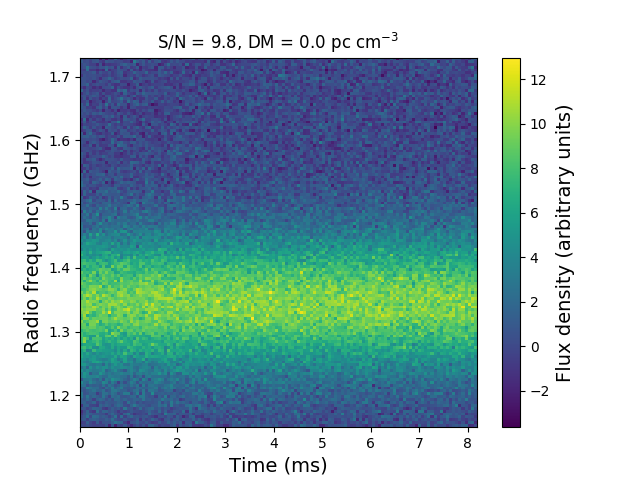 S/N = 9.8, DM = 0.0 pc cm⁻³
Radio frequency (GHz)
1.7
1.6
1.5
1.4
1.3
1.2
0 1 2 3 4 5 6 7 8
Time (ms)
12
10
8
6
4
2
0
−2
Flux density (arbitrary units)